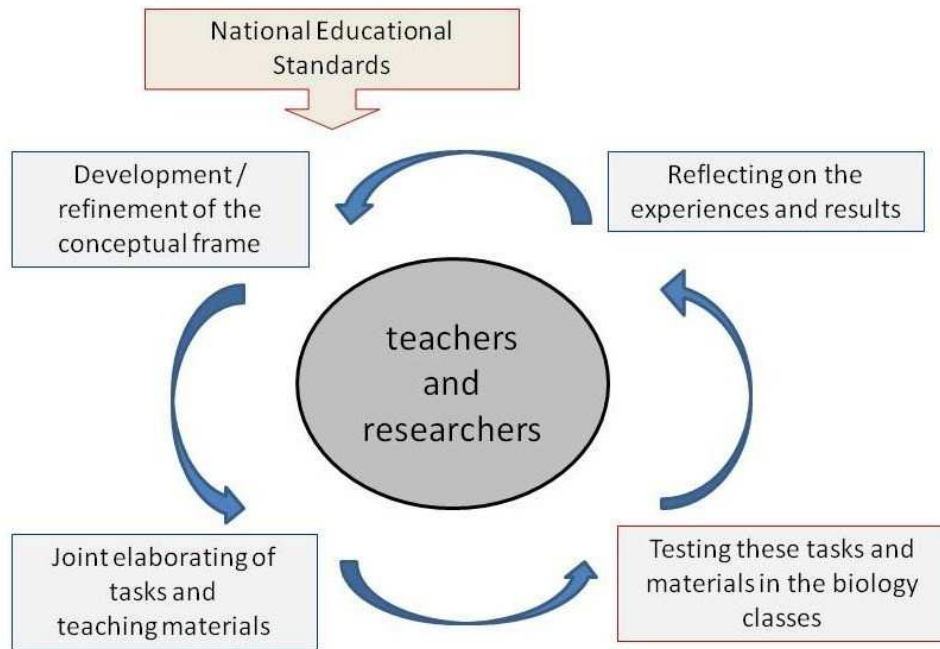 National Educational
Standards
Development /
refinement of the
conceptual frame
Reflecting on the
experiences and results
teachers
and
researchers
Joint elaborating of
tasks and
teaching materials
Testing these tasks and
materials in the biology
classes